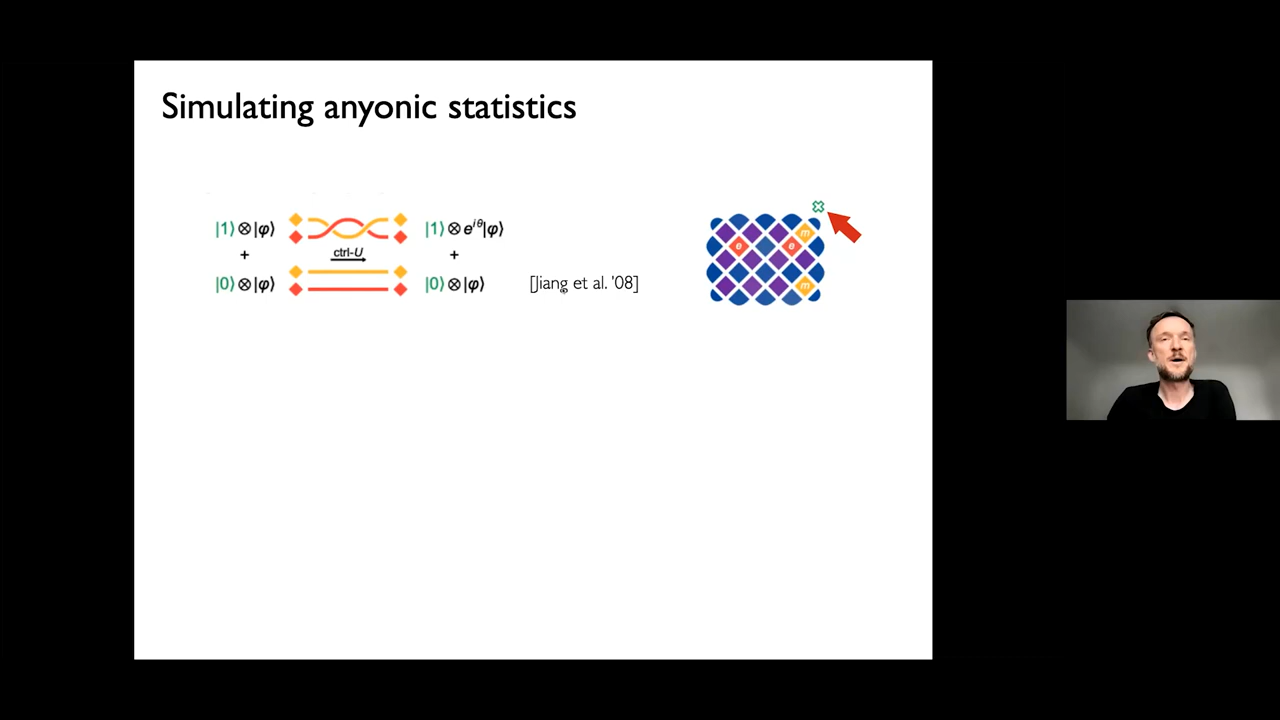 Simulating anyonic statistics
|1⟩⊗|φ⟩
|1⟩⊗e^{iθ}|φ⟩
+
ctrl-U
+
|0⟩⊗|φ⟩
|0⟩⊗|φ⟩
[Jiang et al. '08]
m
e
e
m